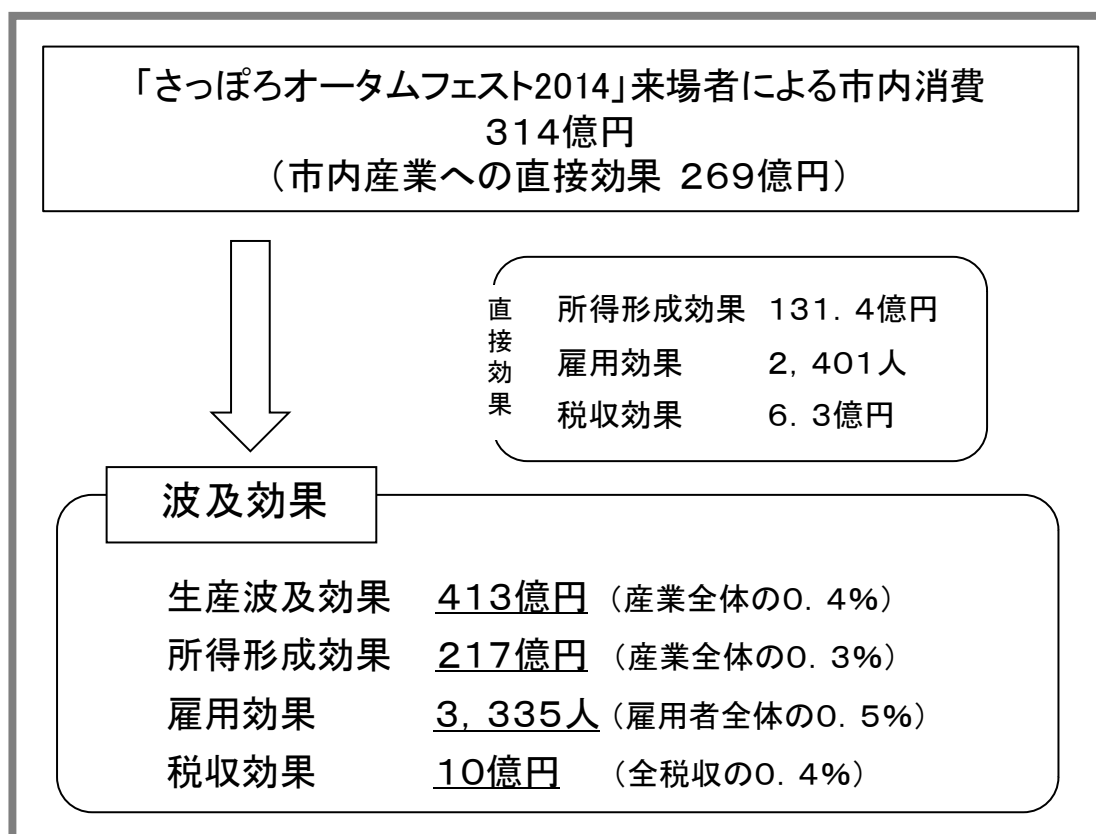 「さっぽろオータムフェスト2014」来場者による市内消費
314億円
（市内産業への直接効果 269億円）
直接効果
所得形成効果 131．4億円
雇用効果 2，401人
税収効果 6．3億円
波及効果
生産波及効果 413億円（産業全体の0．4%）
所得形成効果 217億円（産業全体の0．3%）
雇用効果 3，335人（雇用者全体の0．5%）
税収効果 10億円（全税収の0．4%）